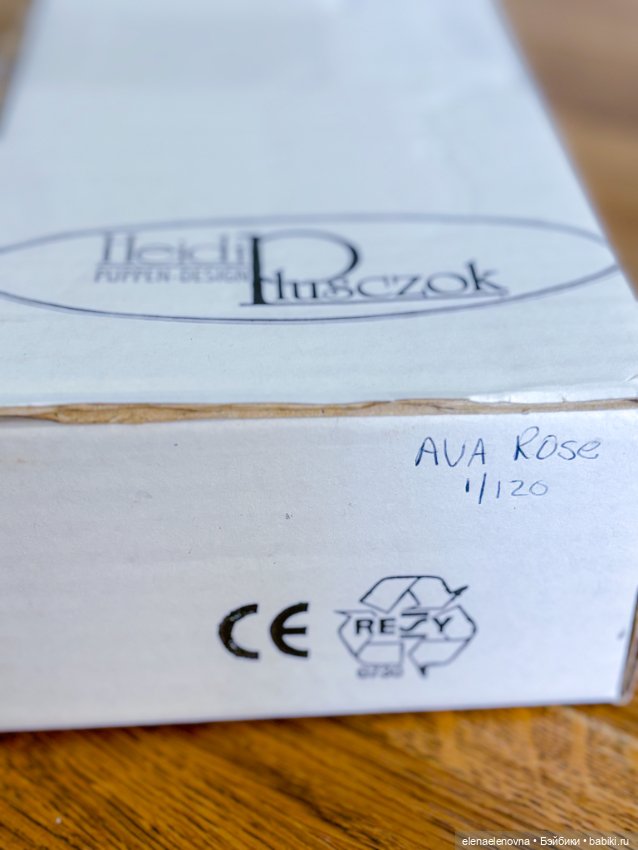 Heidi
PUPPEN-DESIGN
Plusczok
AVA ROSe
1/120
CE
RESY
elenaelenovna • Бэйбики • babiki.ru